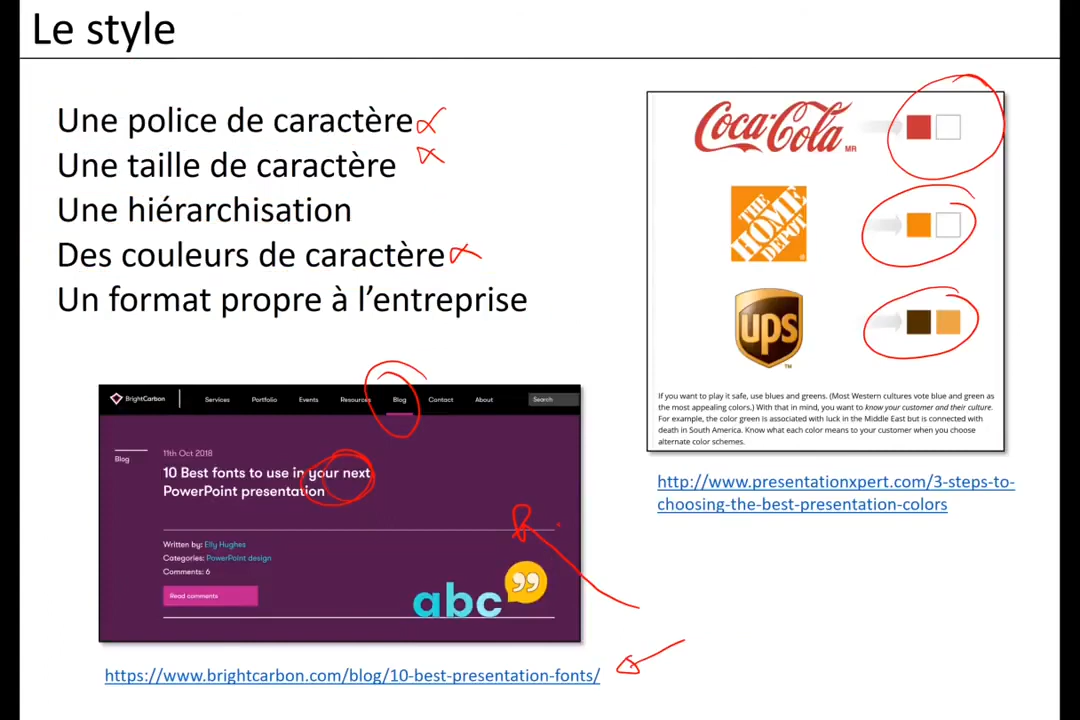 Le style
Une police de caractère
Une taille de caractère
Une hiérarchisation
Des couleurs de caractère
Un format propre à l’entreprise
Coca-Cola MR
THE HOME DEPOT
ups TM
If you want to play it safe, use blues and greens. (Most Western cultures vote blue and green as
the most appealing colors.) With that in mind, you want to know your customer and their culture.
For example, the color green is associated with luck in the Middle East but is connected with
death in South America. Know what each color means to your customer when you choose
alternate color schemes.
http://www.presentationxpert.com/3-steps-to-
choosing-the-best-presentation-colors
BrightCarbon Services Portfolio Events Resources Blog Contact About Search
Blog
11th Oct 2018
10 Best fonts to use in your next
PowerPoint presentation
Written by: Elly Hughes
Categories: PowerPoint design
Comments: 6
Read comments
abc
https://www.brightcarbon.com/blog/10-best-presentation-fonts/